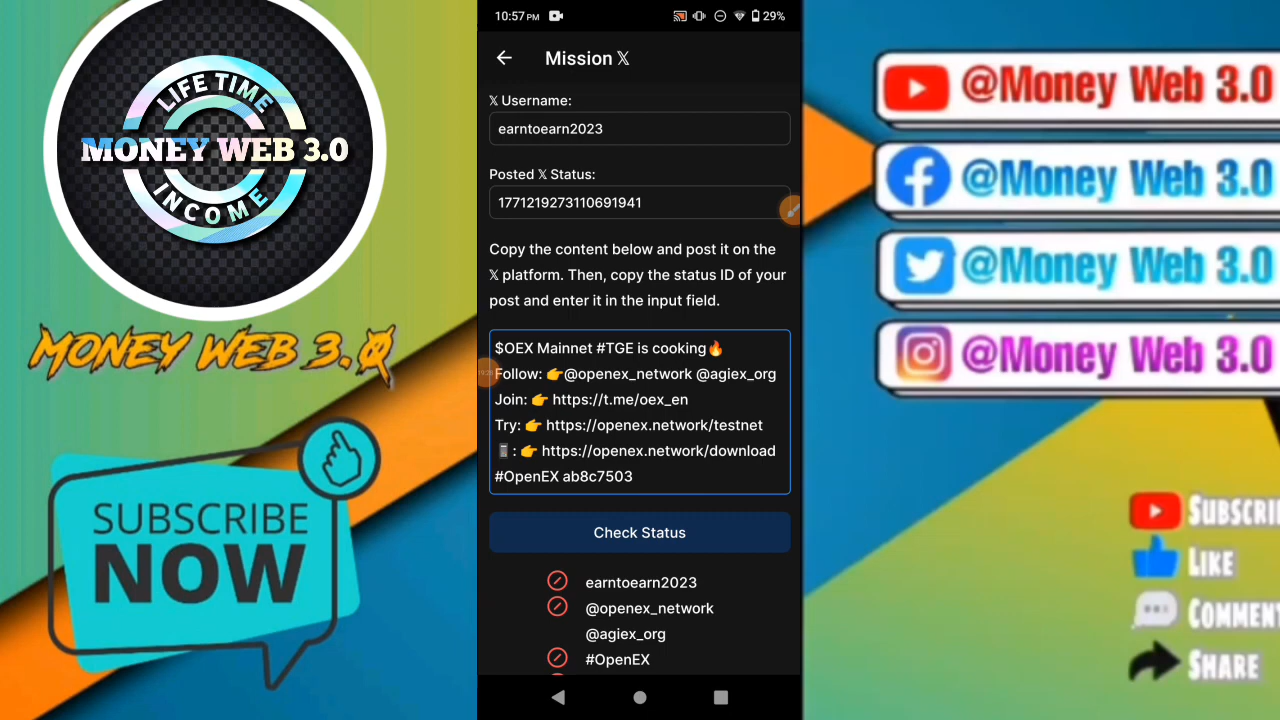 LIFE TIME
MONEY WEB 3.0
INCOME
MONEY WEB 3.0
SUBSCRIBE
NOW
10:57 PM
29%
Mission 𝕏
𝕏 Username:
earntoearn2023
Posted 𝕏 Status:
1771219273110691941
Copy the content below and post it on the
𝕏 platform. Then, copy the status ID of your
post and enter it in the input field.
$OEX Mainnet #TGE is cooking🔥
Follow: 👉@openex_network @agiex_org
Join: 👉 https://t.me/oex_en
Try: 👉 https://openex.network/testnet
📱: 👉 https://openex.network/download
#OpenEX ab8c7503
Check Status
earntoearn2023
@openex_network
@agiex_org
#OpenEX
@Money Web 3.0
@Money Web 3.0
@Money Web 3.0
@Money Web 3.0
SUBSCRI
LIKE
COMMEN
SHARE